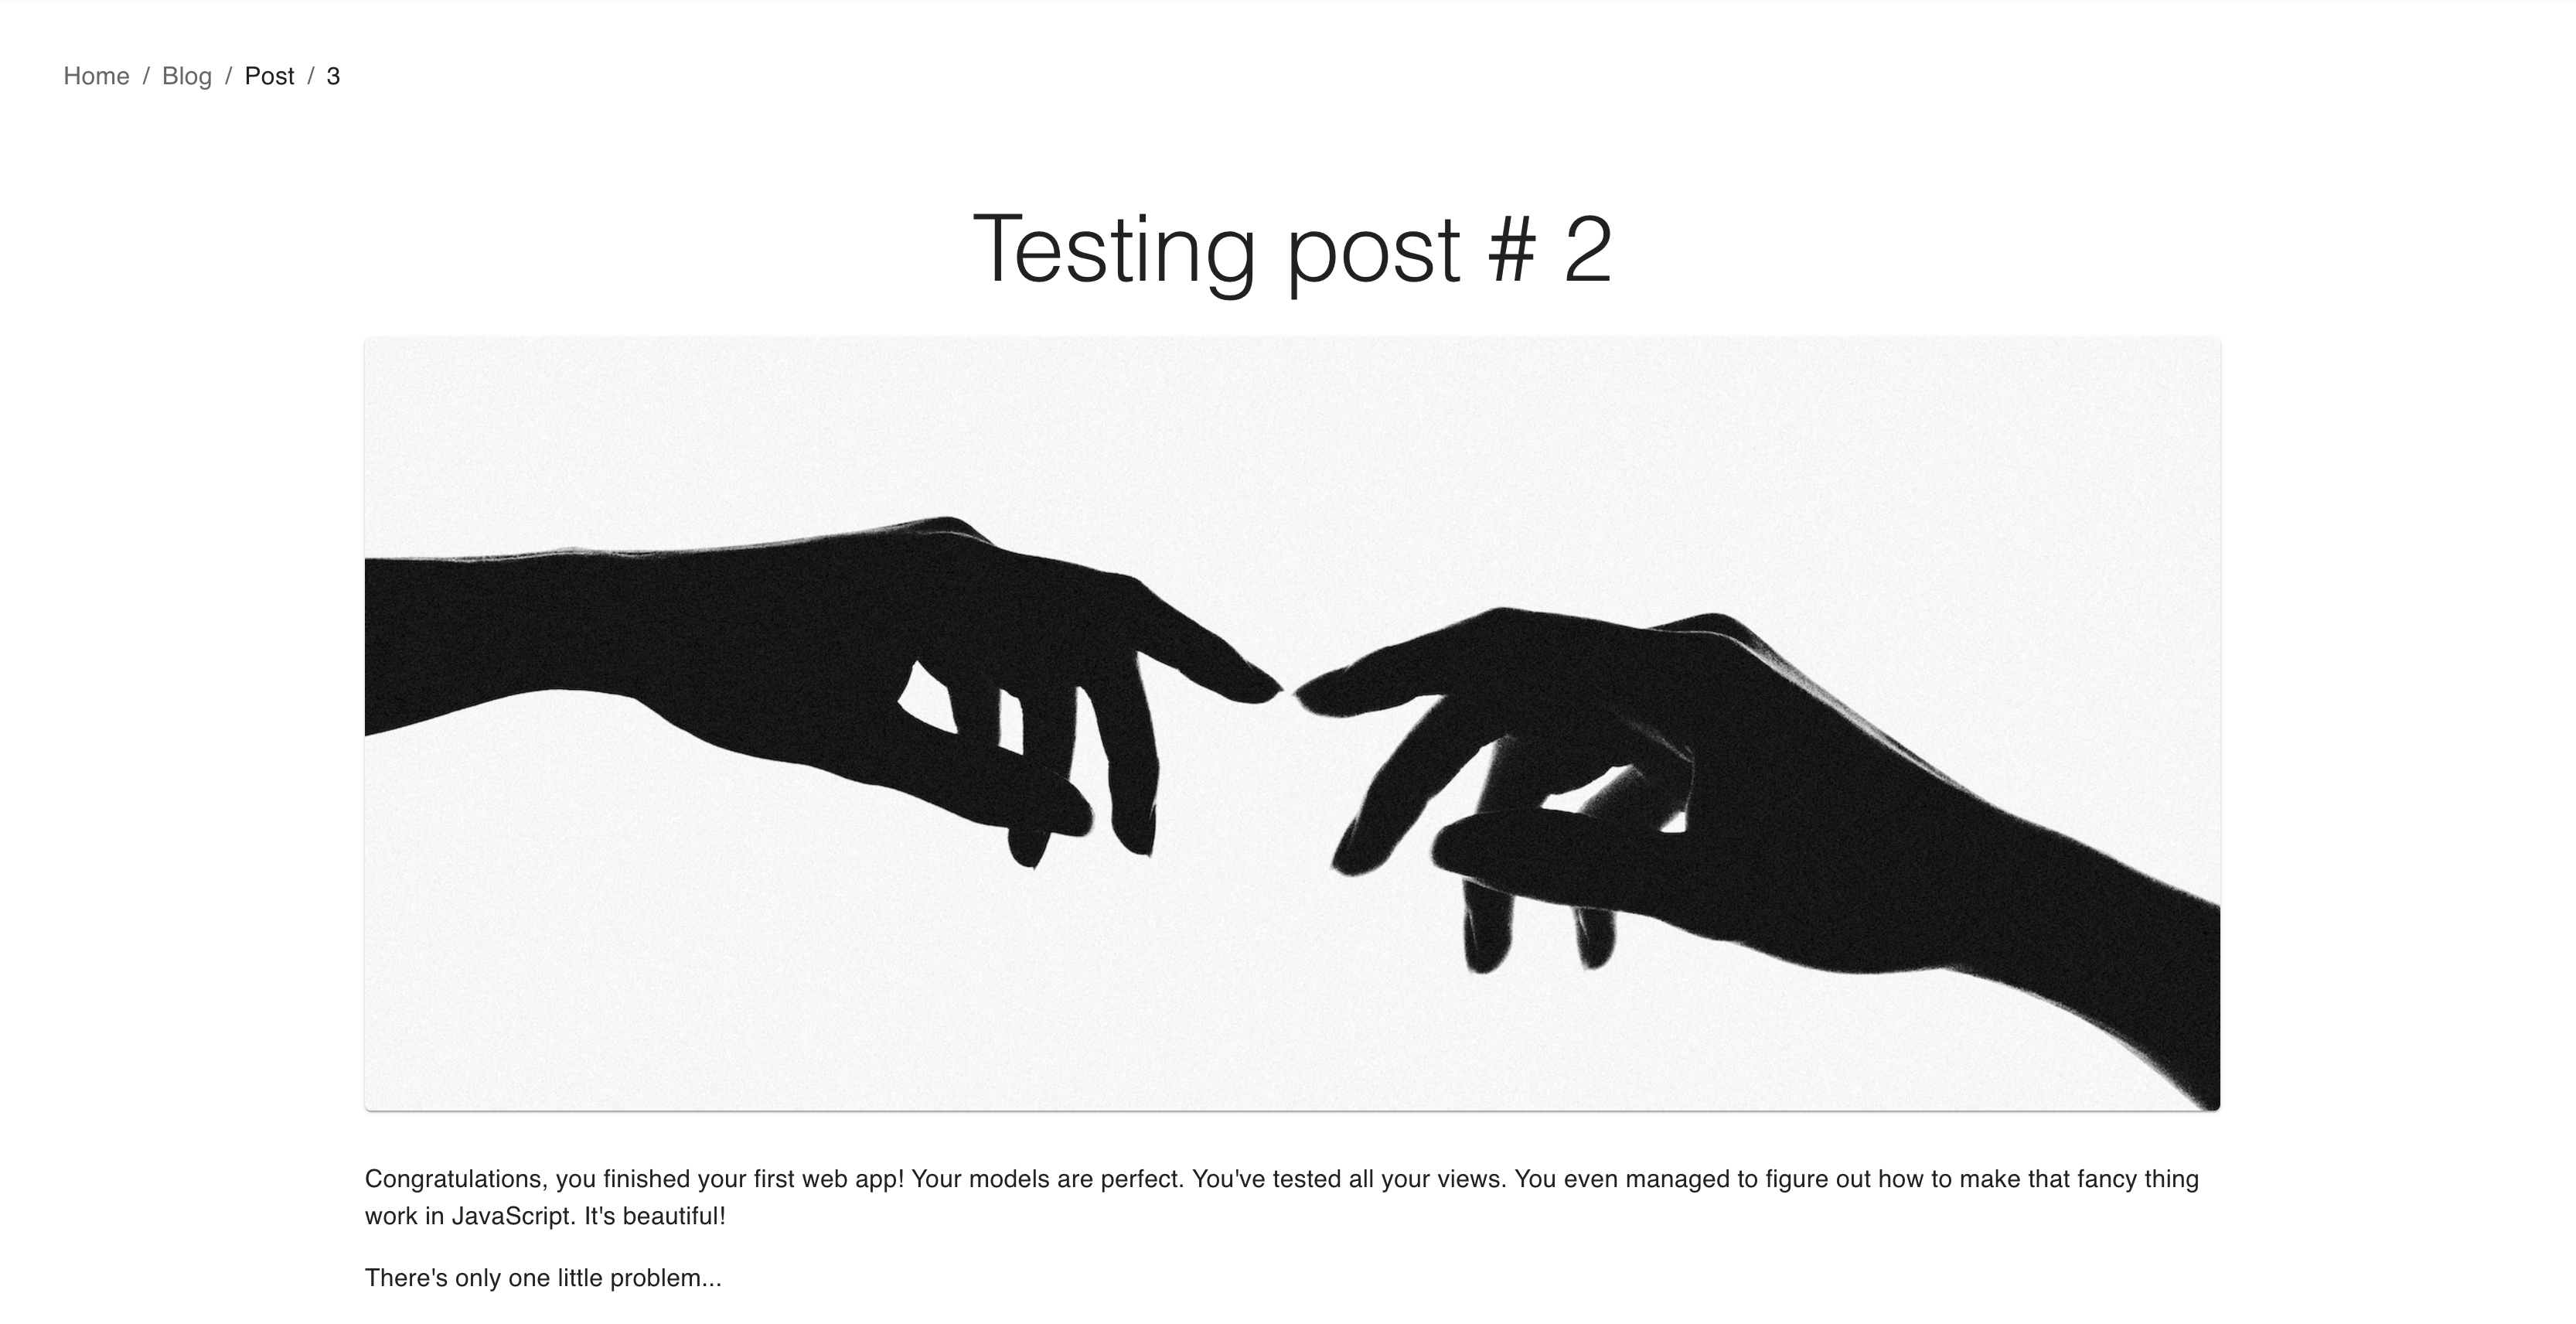 Home / Blog / Post / 3
Testing post # 2
Congratulations, you finished your first web app! Your models are perfect. You've tested all your views. You even managed to figure out how to make that fancy thing
work in JavaScript. It's beautiful!
There's only one little problem...